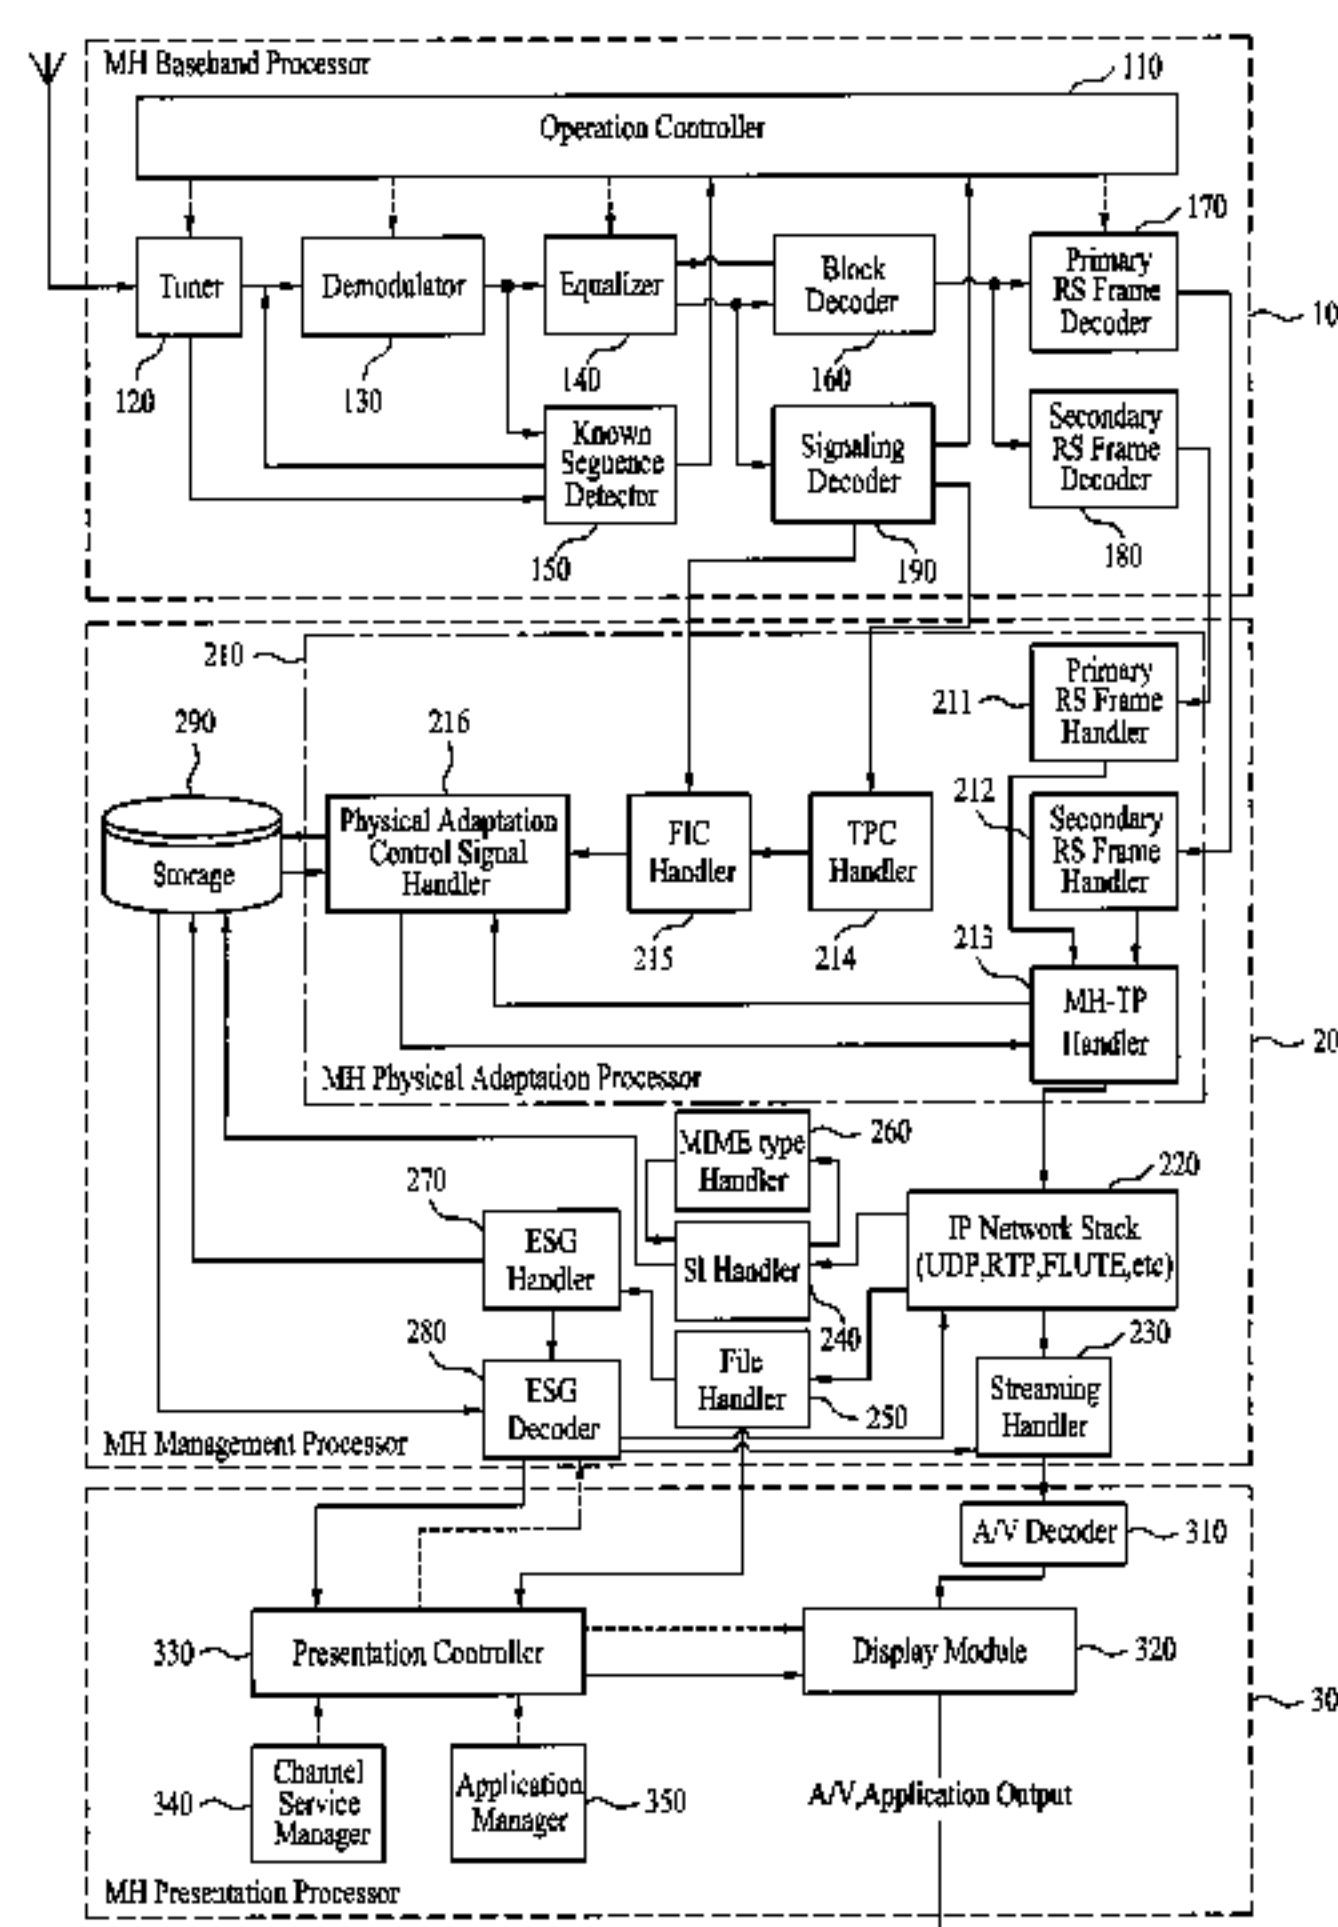 MH Baseband Processor
110
Operation Controller
170
Tuner
Demodulator
Equalizer
Block
Decoder
Primary
RS Frame
Decoder
10
120
130
140
160
Known
Seguence
Detector
Signaling
Decoder
Secondary
RS Frame
Decoder
150
190
180
210
211
Primary
RS Frame
Handler
290
216
212
Storage
Physical Adaptation
Control Signal
Handler
FIC
Handler
TPC
Handler
Secondary
RS Frame
Handler
215
214
213
MH-TP
Handler
20
MH Physical Adaptation Processor
MIME type
Handler
260
270
220
ESG
Handler
SI Handler
IP Network Stack
(UDP,RTP,FLUTE,etc)
280
240
230
ESG
Decoder
File
Handler
250
Streaming
Handler
MH Management Processor
A/V Decoder
310
330
Presentation Controller
Display Module
320
30
340
Channel
Service
Manager
Application
Manager
350
A/V,Application Output
MH Presentation Processor